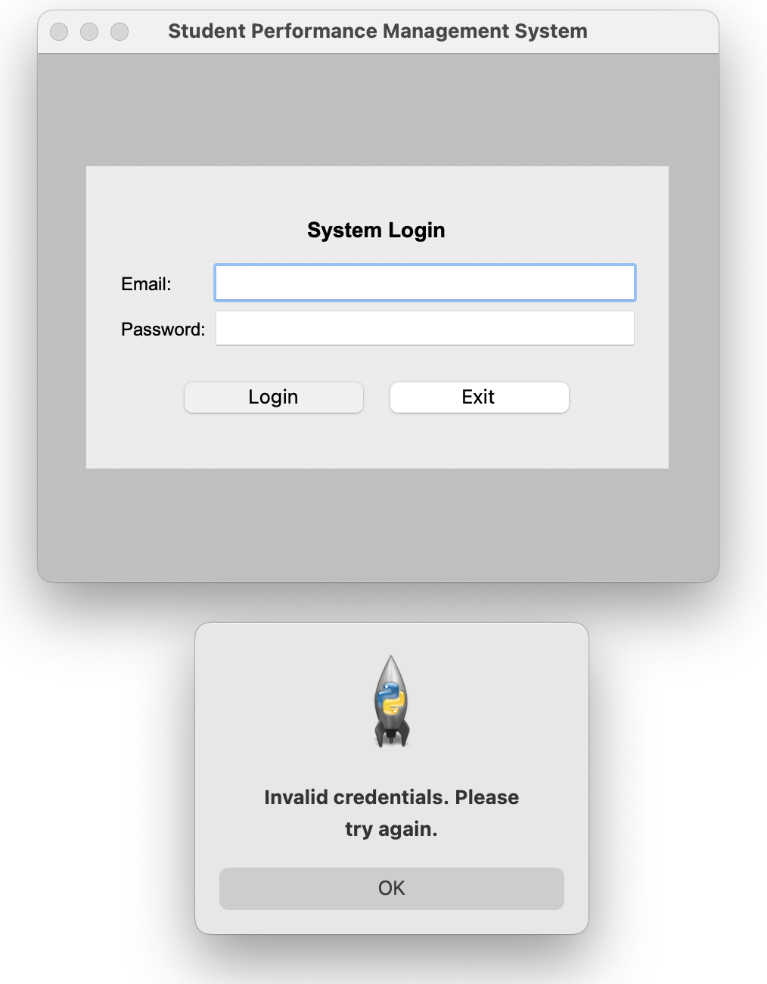 Student Performance Management System
System Login
Email:
Password:
Login Exit
Invalid credentials. Please
try again.
OK